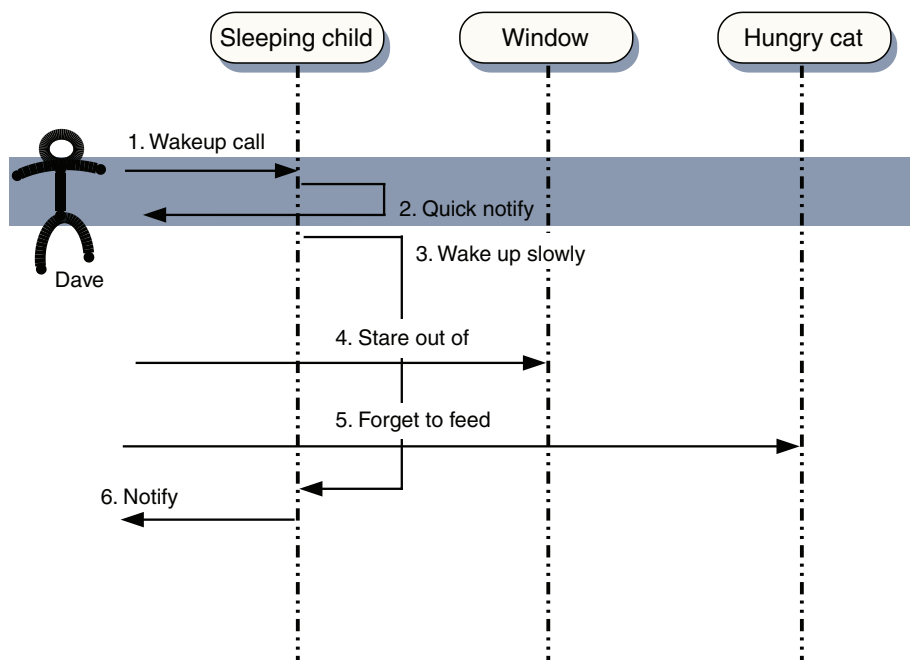 Sleeping child
Window
Hungry cat
1. Wakeup call
2. Quick notify
3. Wake up slowly
Dave
4. Stare out of
5. Forget to feed
6. Notify